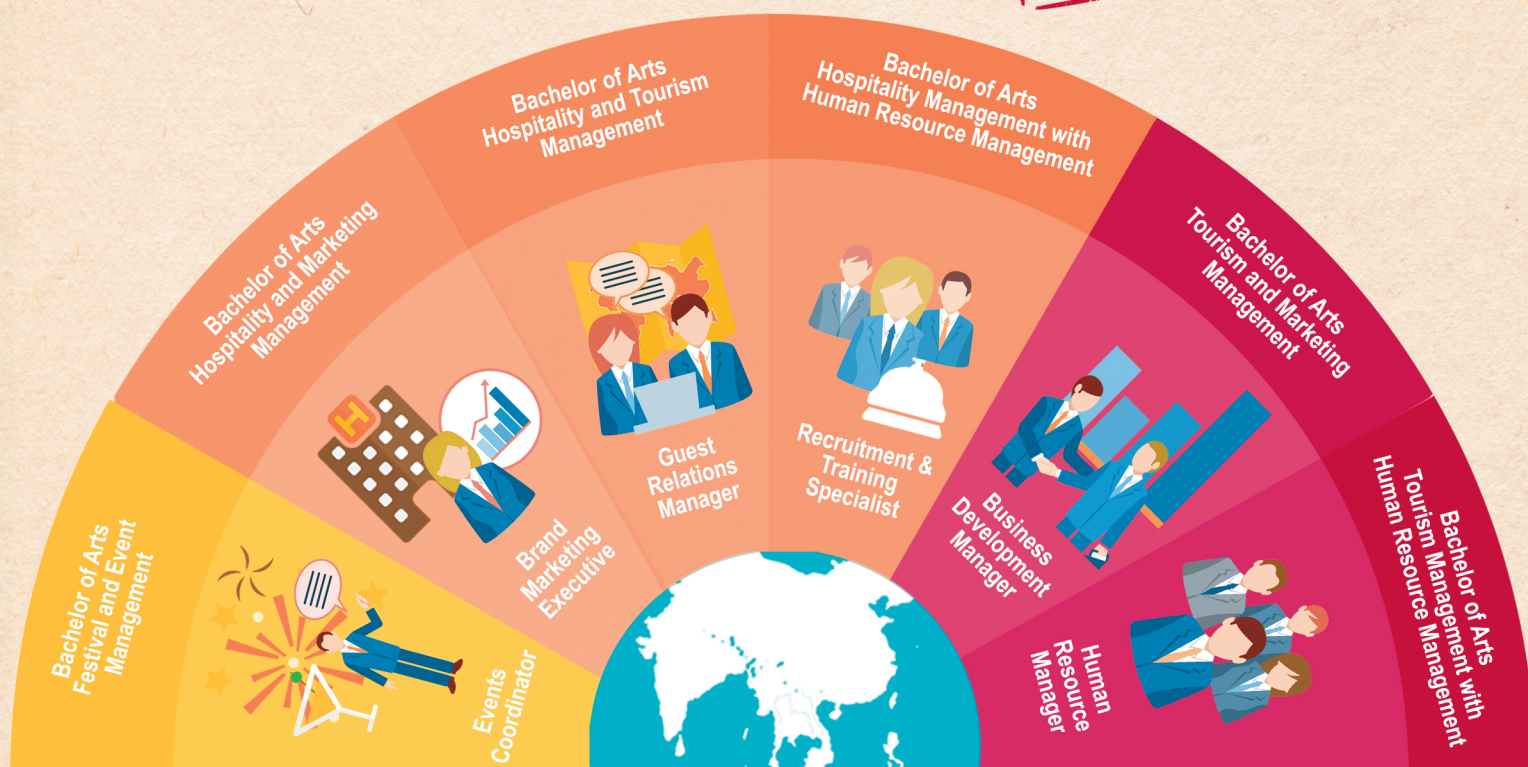 Bachelor of Arts
Festival and Event
Management
Events
Coordinator
Bachelor of Arts
Hospitality and Marketing
Management
H
Brand
Marketing
Executive
Bachelor of Arts
Hospitality and Tourism
Management
Guest
Relations
Manager
Bachelor of Arts
Hospitality Management with
Human Resource Management
Recruitment &
Training
Specialist
Bachelor of Arts
Tourism and Marketing
Management
Business
Development
Manager
Bachelor of Arts
Tourism Management with
Human Resource Management
Human
Resource
Manager